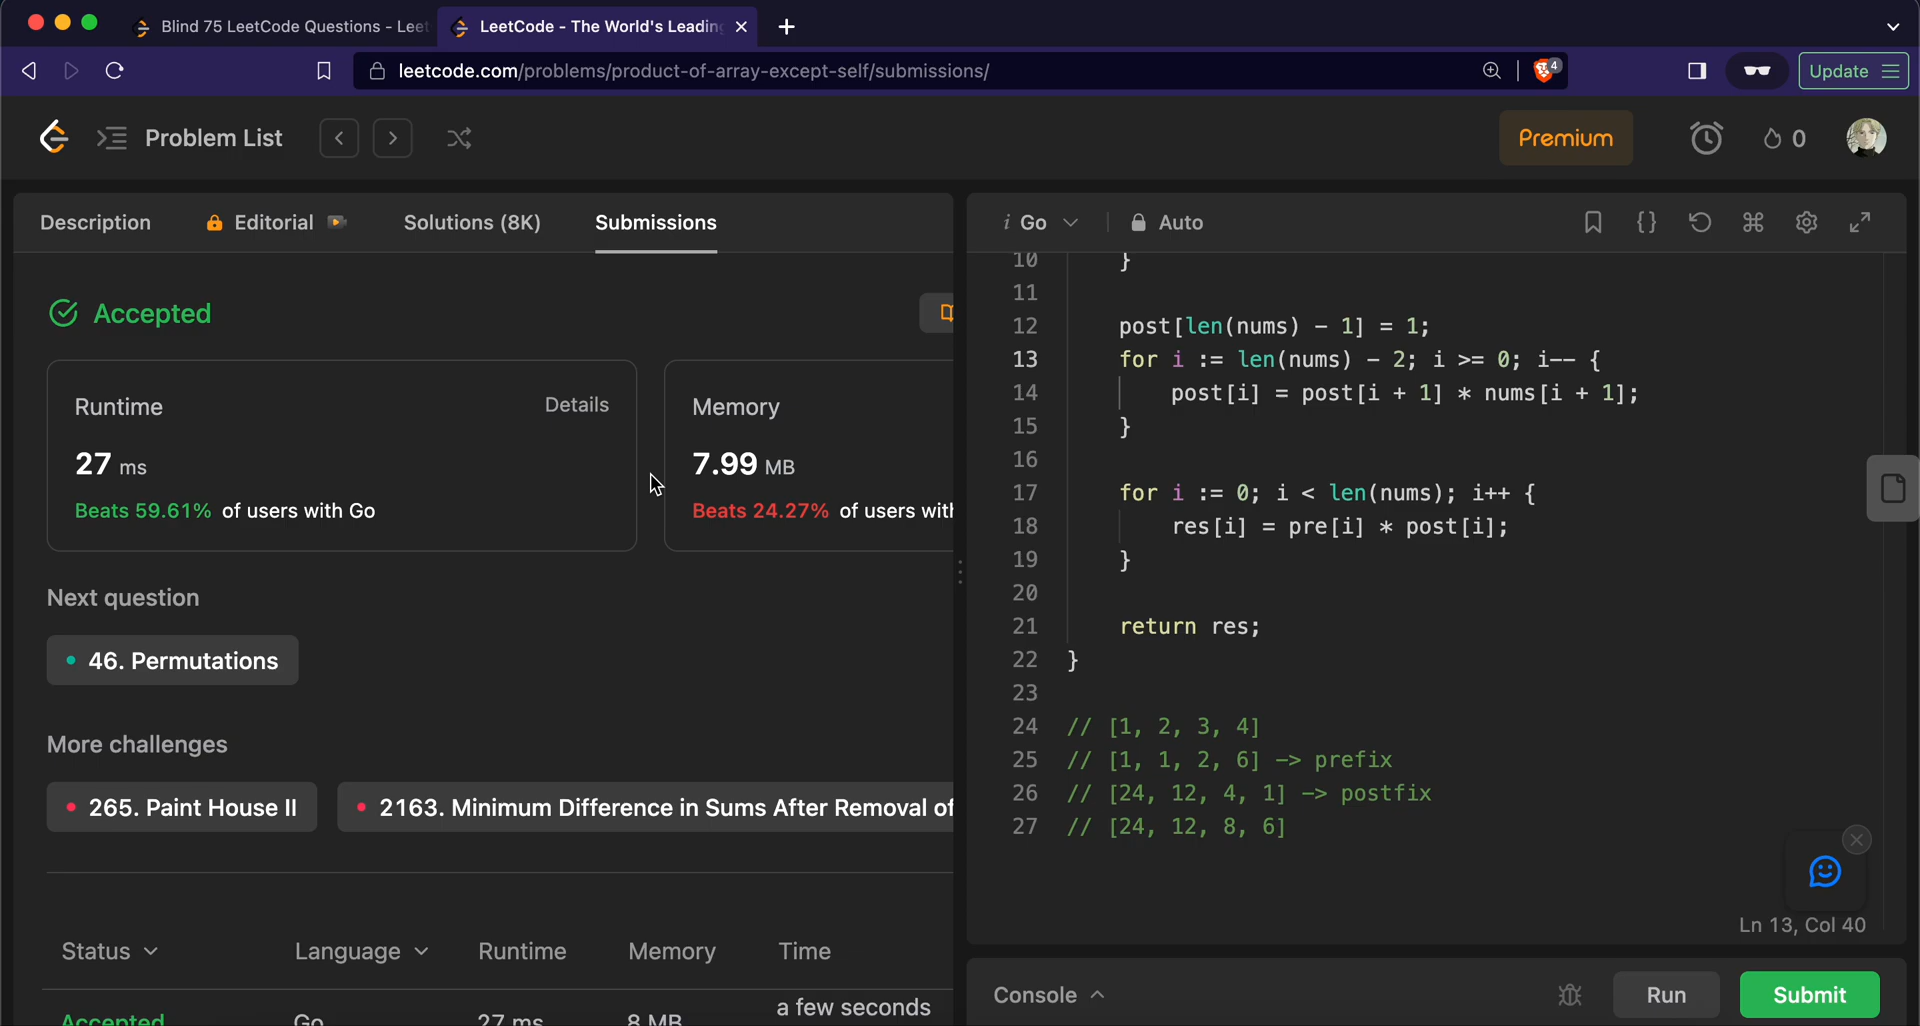 Blind 75 LeetCode Questions - Leet
LeetCode - The World's Leading
leetcode.com/problems/product-of-array-except-self/submissions/
4
Update
Problem List
Premium
0
Description
Editorial
Solutions (8K)
Submissions
Accepted
Runtime
Details
27 ms
Beats 59.61% of users with Go
Memory
7.99 MB
Beats 24.27% of users with
Next question
46. Permutations
More challenges
265. Paint House II
2163. Minimum Difference in Sums After Removal of
Status
Language
Runtime
Memory
Time
Accepted
Go
27 ms
8 MB
a few seconds
i Go
Auto
10 }
11
12 post[len(nums) - 1] = 1;
13 for i := len(nums) - 2; i >= 0; i-- {
14 post[i] = post[i + 1] * nums[i + 1];
15 }
16
17 for i := 0; i < len(nums); i++ {
18 res[i] = pre[i] * post[i];
19 }
20
21 return res;
22 }
23
24 // [1, 2, 3, 4]
25 // [1, 1, 2, 6] -> prefix
26 // [24, 12, 4, 1] -> postfix
27 // [24, 12, 8, 6]
Ln 13, Col 40
Console
Run
Submit